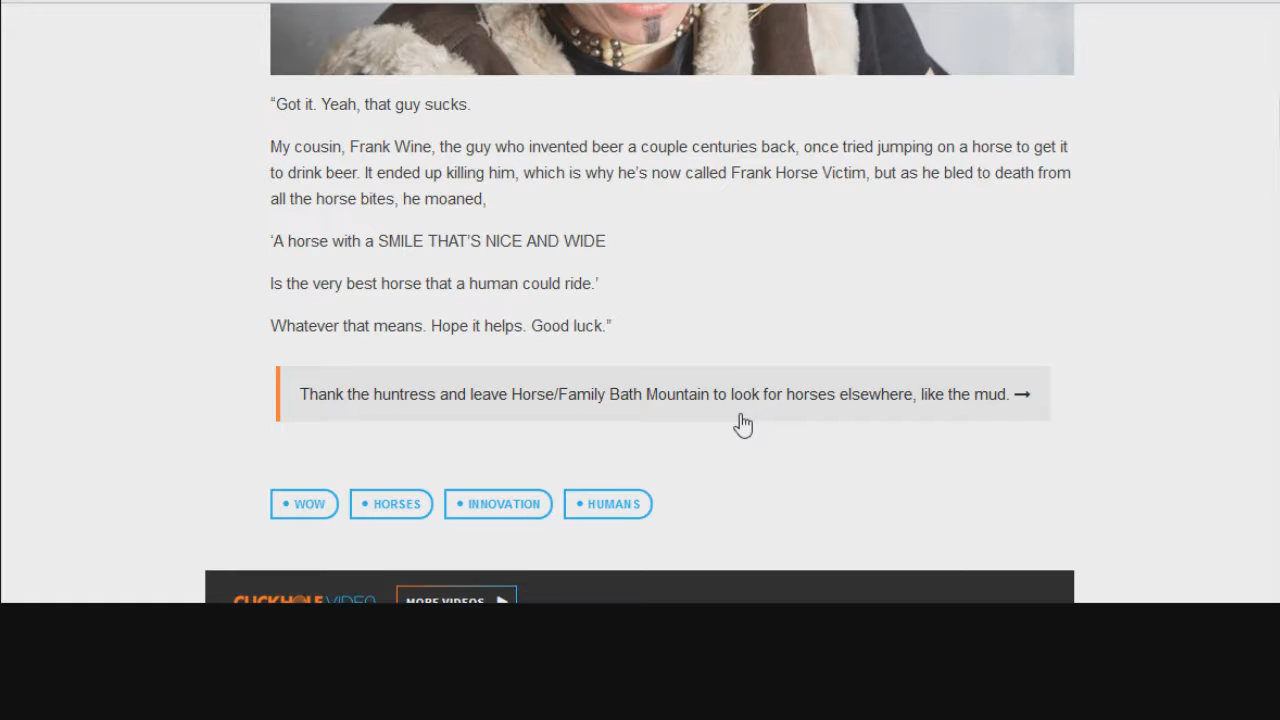 “Got it. Yeah, that guy sucks.
My cousin, Frank Wine, the guy who invented beer a couple centuries back, once tried jumping on a horse to get it
to drink beer. It ended up killing him, which is why he’s now called Frank Horse Victim, but as he bled to death from
all the horse bites, he moaned,
‘A horse with a SMILE THAT’S NICE AND WIDE
Is the very best horse that a human could ride.’
Whatever that means. Hope it helps. Good luck.”
Thank the huntress and leave Horse/Family Bath Mountain to look for horses elsewhere, like the mud. →
• WOW • HORSES • INNOVATION • HUMANS
CLICKHOLE VIDEO MORE VIDEOS